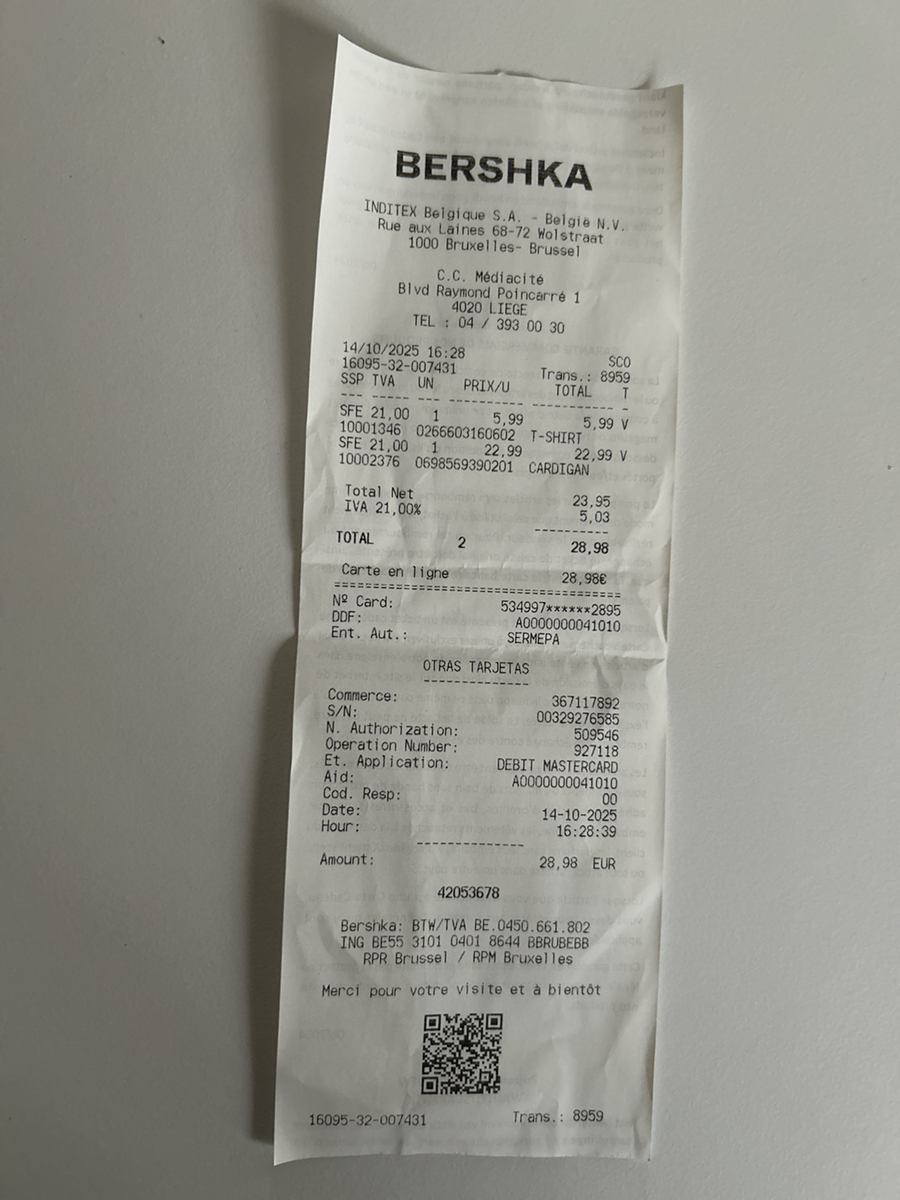 BERSHKA
INDITEX Belgique S.A. - België N.V.
Rue aux Laines 68-72 Wolstraat
1000 Bruxelles- Brussel
C.C. Médiacité
Blvd Raymond Poincarré 1
4020 LIEGE
TEL : 04 / 393 00 30
14/10/2025 16:28 SCO
16095-32-007431 Trans.: 8959
SSP TVA UN PRIX/U TOTAL T
--- ----- --- ---------- ----------- -
SFE 21,00 1 5,99 5,99 V
10001346 0266603160602 T-SHIRT
SFE 21,00 1 22,99 22,99 V
10002376 0698569390201 CARDIGAN
Total Net 23,95
IVA 21,00% 5,03
----------
TOTAL 2 28,98
Carte en ligne 28,98€
======================================
Nº Card: 534997******2895
DDF: A0000000041010
Ent. Aut.: SERMEPA
OTRAS TARJETAS
--------------
Commerce: 367117892
S/N: 00329276585
N. Authorization: 509546
Operation Number: 927118
Et. Application: DEBIT MASTERCARD
Aid: A0000000041010
Cod. Resp: 00
Date: 14-10-2025
Hour: 16:28:39
--------------
Amount: 28,98 EUR
42053678
Bershka: BTW/TVA BE.0450.661.802
ING BE55 3101 0401 8644 BBRUBEBB
RPR Brussel / RPM Bruxelles
Merci pour votre visite et à bientôt
16095-32-007431 Trans.: 8959